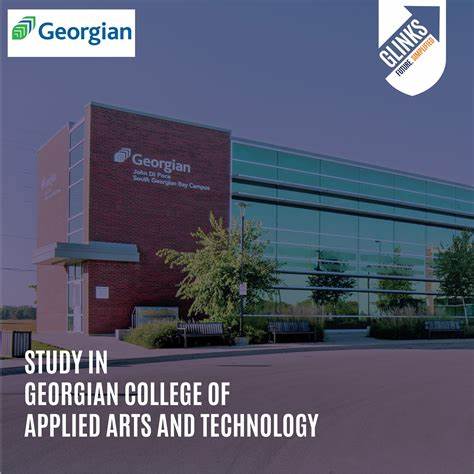 Georgian
GLINKS
FUTURE. SIMPLIFIED
Georgian
John Di Poce
South Georgian Bay Campus
STUDY IN
GEORGIAN COLLEGE OF
APPLIED ARTS AND TECHNOLOGY